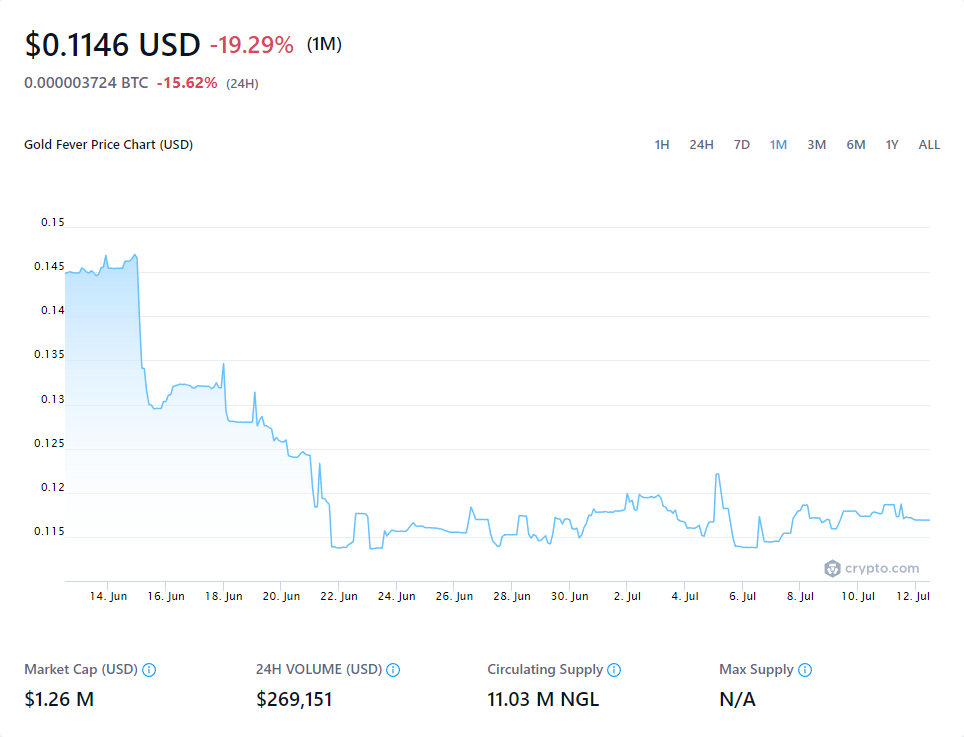 $0.1146 USD -19.29% (1M)
0.000003724 BTC -15.62% (24H)
Gold Fever Price Chart (USD) 1H 24H 7D 1M 3M 6M 1Y ALL
0.15
0.145
0.14
0.135
0.13
0.125
0.12
0.115
crypto.com
14. Jun 16. Jun 18. Jun 20. Jun 22. Jun 24. Jun 26. Jun 28. Jun 30. Jun 2. Jul 4. Jul 6. Jul 8. Jul 10. Jul 12. Jul
Market Cap (USD) 24H VOLUME (USD) Circulating Supply Max Supply
$1.26 M $269,151 11.03 M NGL N/A